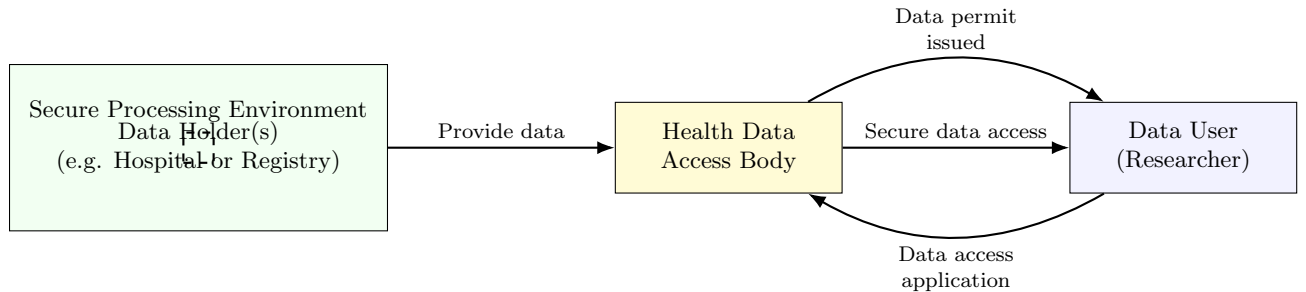 Data permit
issued
Secure Processing Environment
Data Holder(s)
(e.g. Hospital or Registry)
Provide data
Health Data
Access Body
Secure data access
Data User
(Researcher)
Data access
application